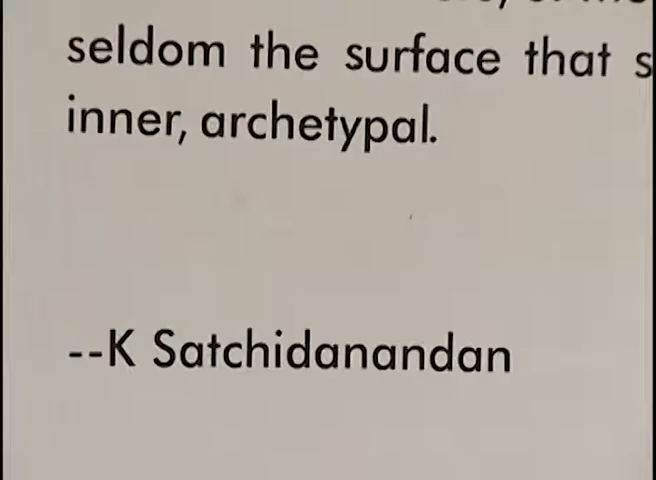 seldom the surface that
inner, archetypal.
--K Satchidanandan